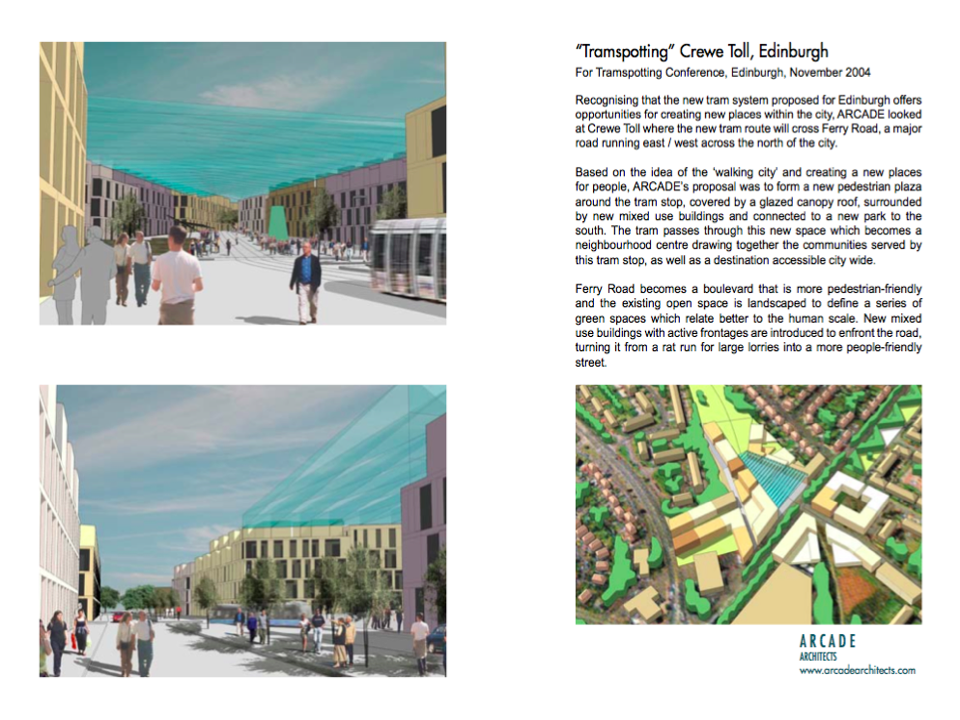 “Tramspotting” Crewe Toll, Edinburgh
For Tramspotting Conference, Edinburgh, November 2004
Recognising that the new tram system proposed for Edinburgh offers
opportunities for creating new places within the city, ARCADE looked
at Crewe Toll where the new tram route will cross Ferry Road, a major
road running east / west across the north of the city.
Based on the idea of the ‘walking city’ and creating a new places
for people, ARCADE’s proposal was to form a new pedestrian plaza
around the tram stop, covered by a glazed canopy roof, surrounded
by new mixed use buildings and connected to a new park to the
south. The tram passes through this new space which becomes a
neighbourhood centre drawing together the communities served by
this tram stop, as well as a destination accessible city wide.
Ferry Road becomes a boulevard that is more pedestrian-friendly
and the existing open space is landscaped to define a series of
green spaces which relate better to the human scale. New mixed
use buildings with active frontages are introduced to enfront the road,
turning it from a rat run for large lorries into a more people-friendly
street.
ARCADE
ARCHITECTS
www.arcadearchitects.com